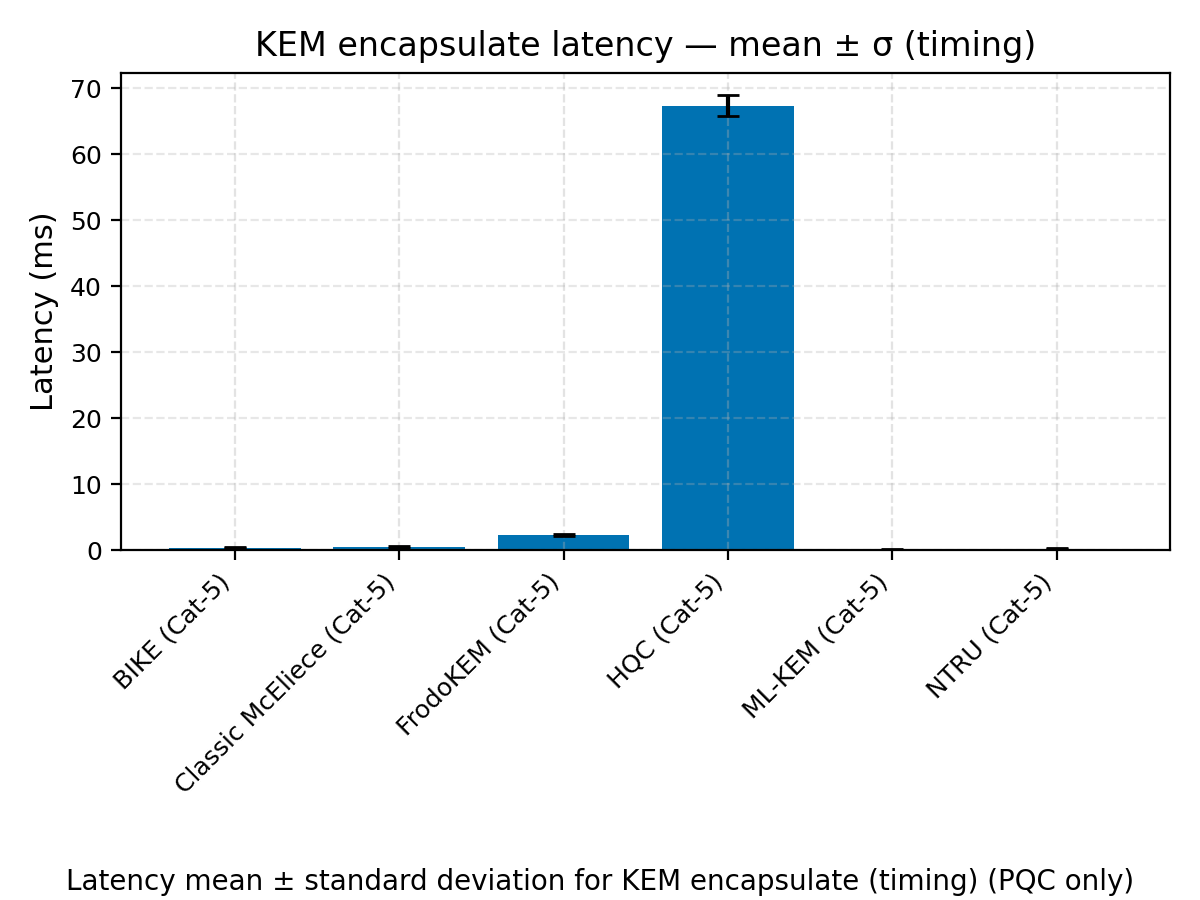 KEM encapsulate latency — mean ± σ (timing)
Latency (ms)
70
60
50
40
30
20
10
0
BIKE (Cat-5)
Classic McEliece (Cat-5)
FrodoKEM (Cat-5)
HQC (Cat-5)
ML-KEM (Cat-5)
NTRU (Cat-5)
Latency mean ± standard deviation for KEM encapsulate (timing) (PQC only)